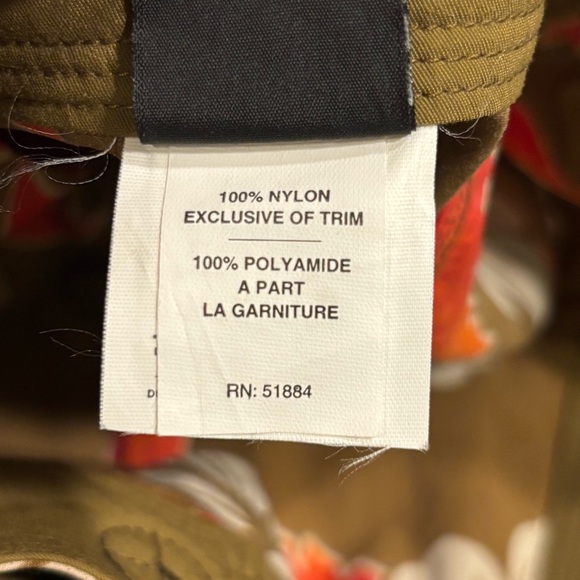 100% NYLON
EXCLUSIVE OF TRIM
100% POLYAMIDE
A PART
LA GARNITURE
RN: 51884